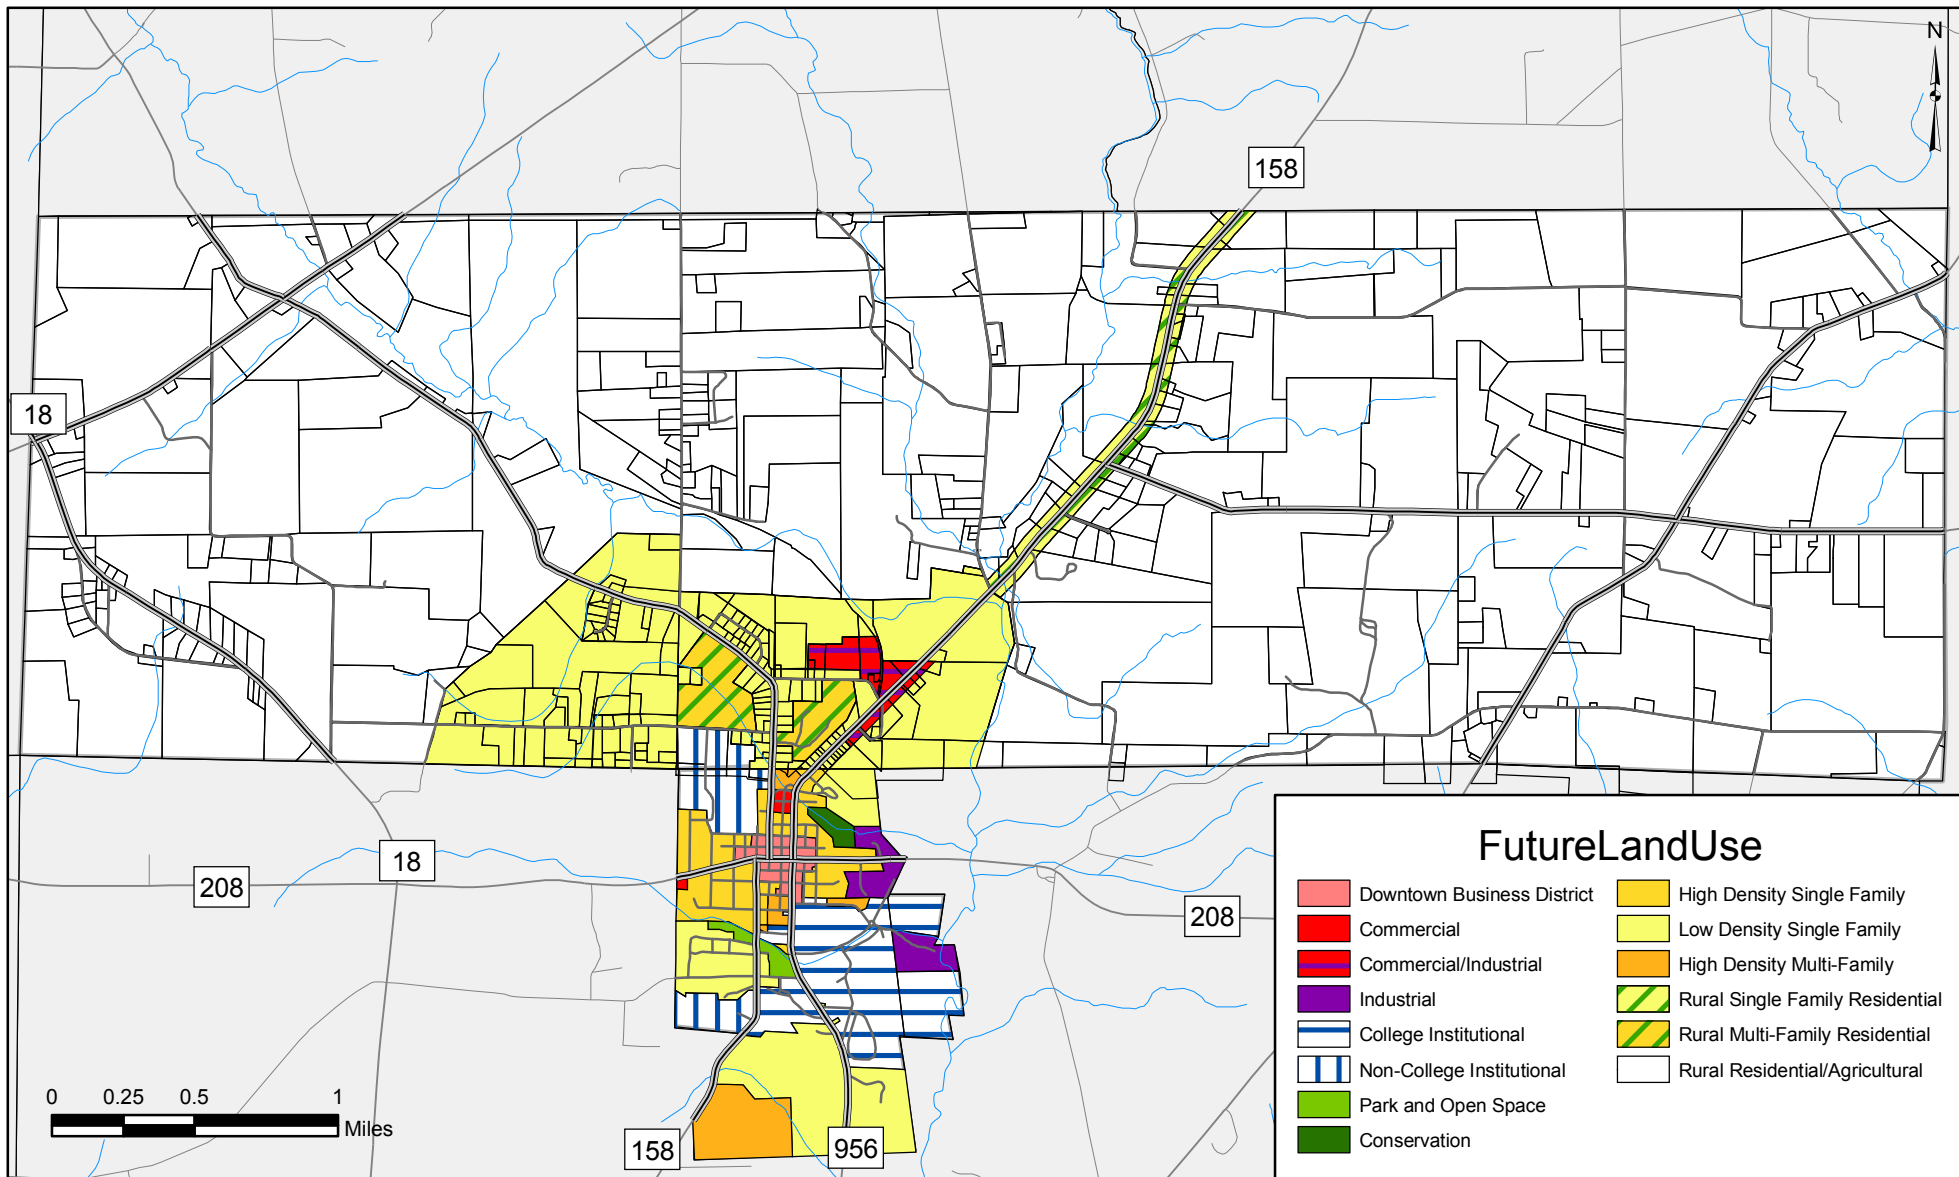 N
158
18
18
208
208
FutureLandUse
Downtown Business District
Commercial
Commercial/Industrial
Industrial
College Institutional
Non-College Institutional
Park and Open Space
Conservation
High Density Single Family
Low Density Single Family
High Density Multi-Family
Rural Single Family Residential
Rural Multi-Family Residential
Rural Residential/Agricultural
0 0.25 0.5 1
Miles
158
956